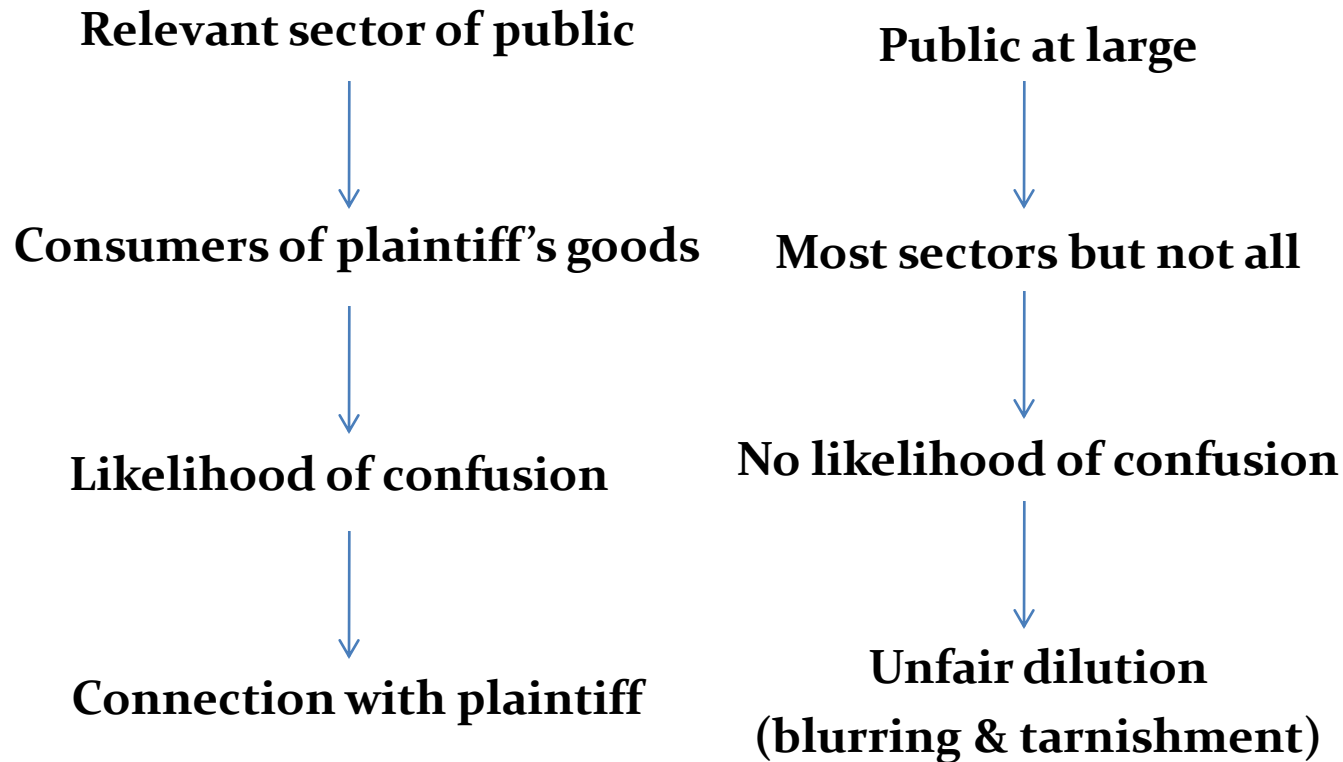 Relevant sector of public
Consumers of plaintiff’s goods
Likelihood of confusion
Connection with plaintiff
Public at large
Most sectors but not all
No likelihood of confusion
Unfair dilution
(blurring & tarnishment)